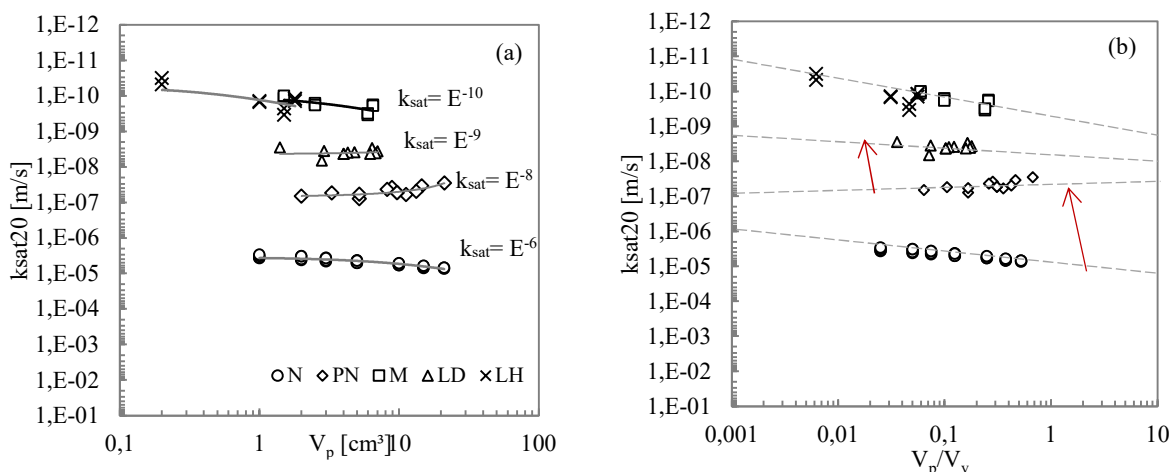 (a)
ksat20 [m/s]
1,E-12
1,E-11
1,E-10
1,E-09
1,E-08
1,E-07
1,E-06
1,E-05
1,E-04
1,E-03
1,E-02
1,E-01
kₛₐₜ= E⁻¹⁰
kₛₐₜ= E⁻⁹
kₛₐₜ= E⁻⁸
kₛₐₜ= E⁻⁶
N PN M LD LH
0,1 1 10 100
Vₚ [cm³]
(b)
ksat20 [m/s]
1,E-12
1,E-11
1,E-10
1,E-09
1,E-08
1,E-07
1,E-06
1,E-05
1,E-04
1,E-03
1,E-02
1,E-01
0,001 0,01 0,1 1 10
Vₚ/Vᵥ